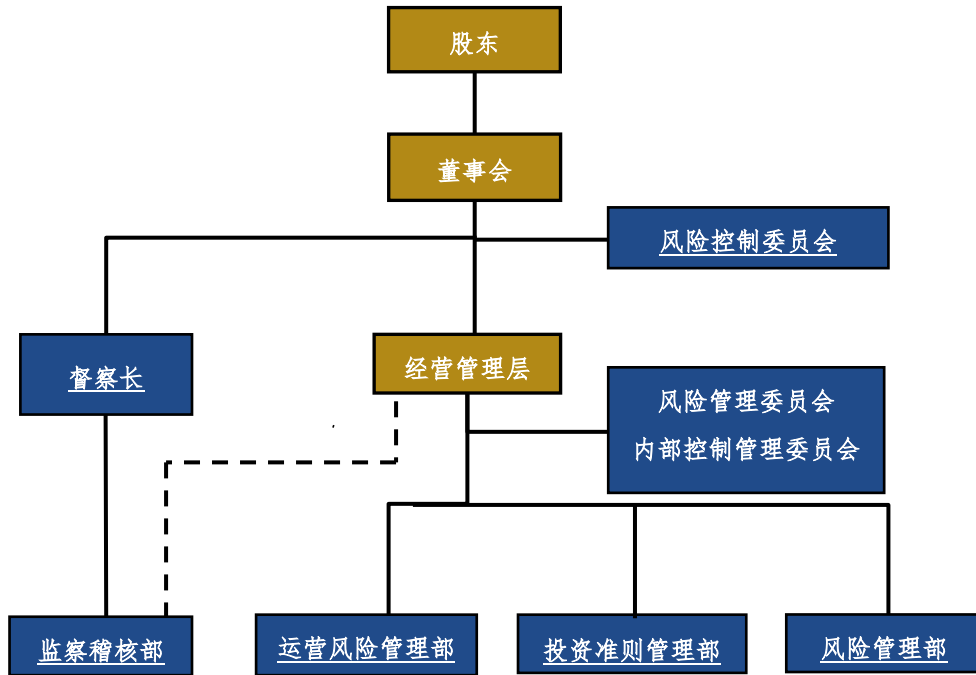 股东
董事会
风险控制委员会
督察长
经营管理层
风险管理委员会
内部控制管理委员会
监察稽核部
运营风险管理部
投资准则管理部
风险管理部